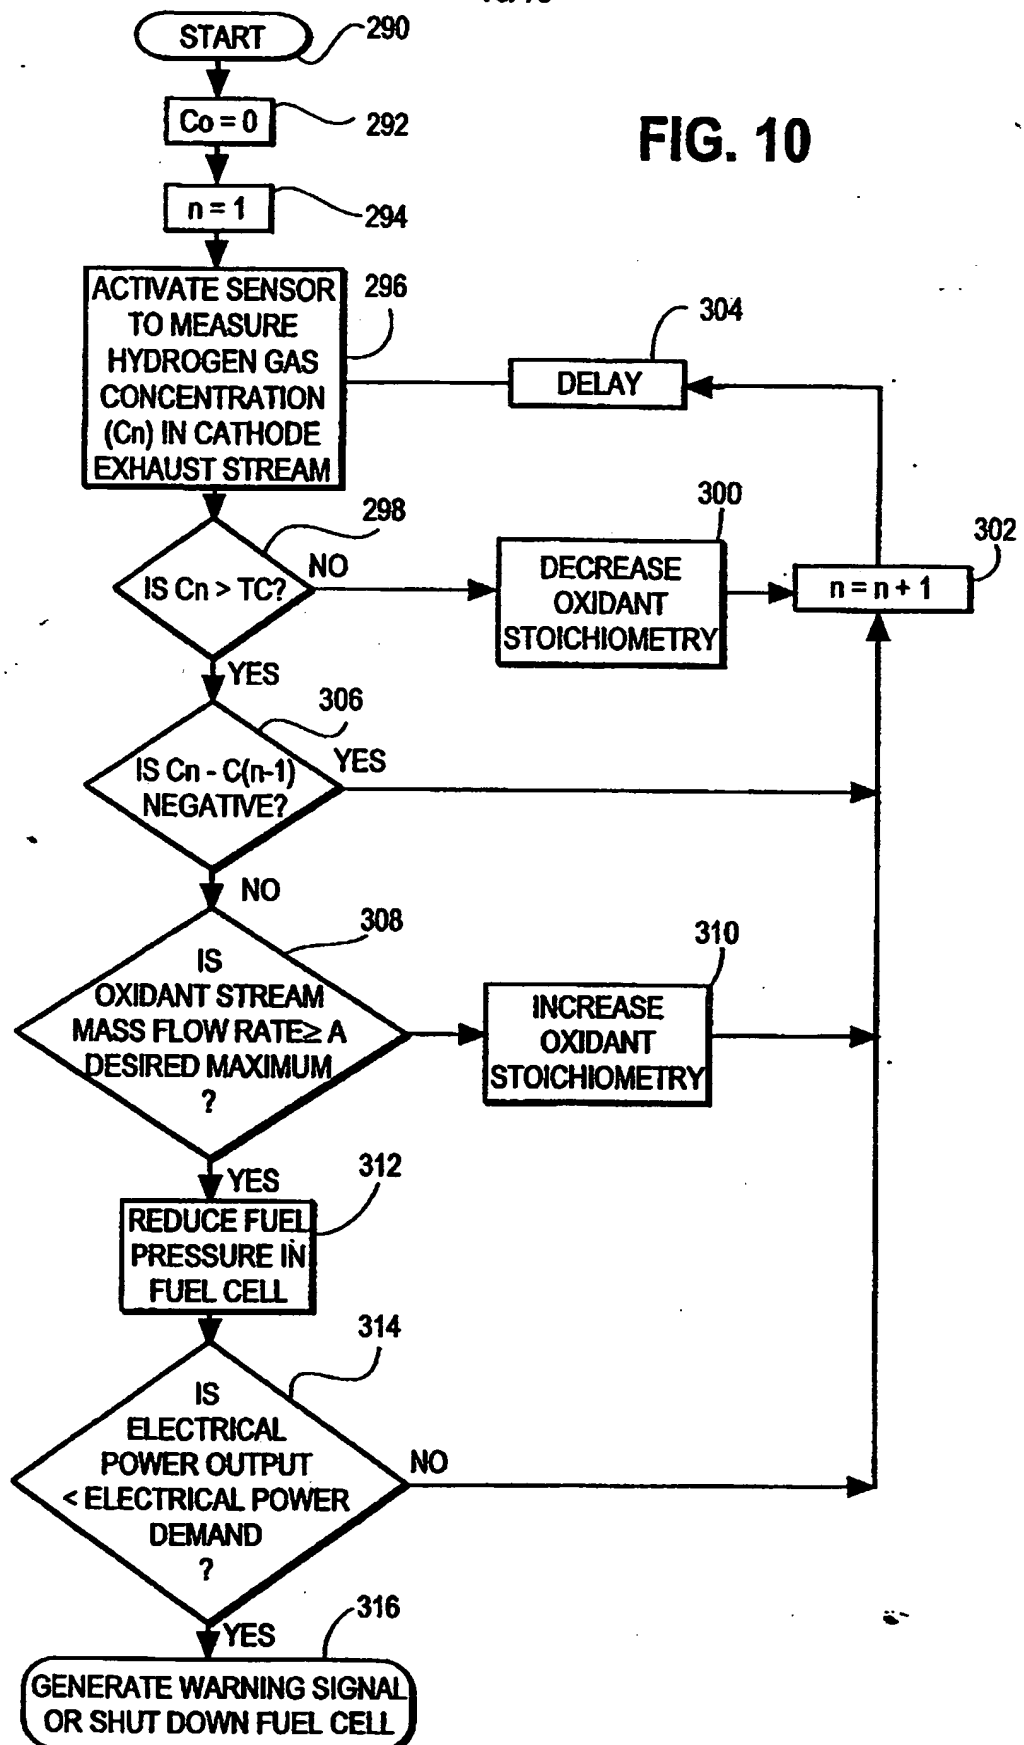 START
290
Co = 0
292
FIG. 10
n = 1
294
ACTIVATE SENSOR
TO MEASURE
HYDROGEN GAS
CONCENTRATION
(Cn) IN CATHODE
EXHAUST STREAM
296
304
DELAY
298
IS Cn > TC?
NO
300
DECREASE
OXIDANT
STOICHIOMETRY
302
n = n + 1
YES
306
IS Cn - C(n-1)
NEGATIVE?
YES
NO
308
IS
OXIDANT STREAM
MASS FLOW RATE≥ A
DESIRED MAXIMUM
?
310
INCREASE
OXIDANT
STOICHIOMETRY
YES
312
REDUCE FUEL
PRESSURE IN
FUEL CELL
314
IS
ELECTRICAL
POWER OUTPUT
< ELECTRICAL POWER
DEMAND
?
NO
YES
316
GENERATE WARNING SIGNAL
OR SHUT DOWN FUEL CELL